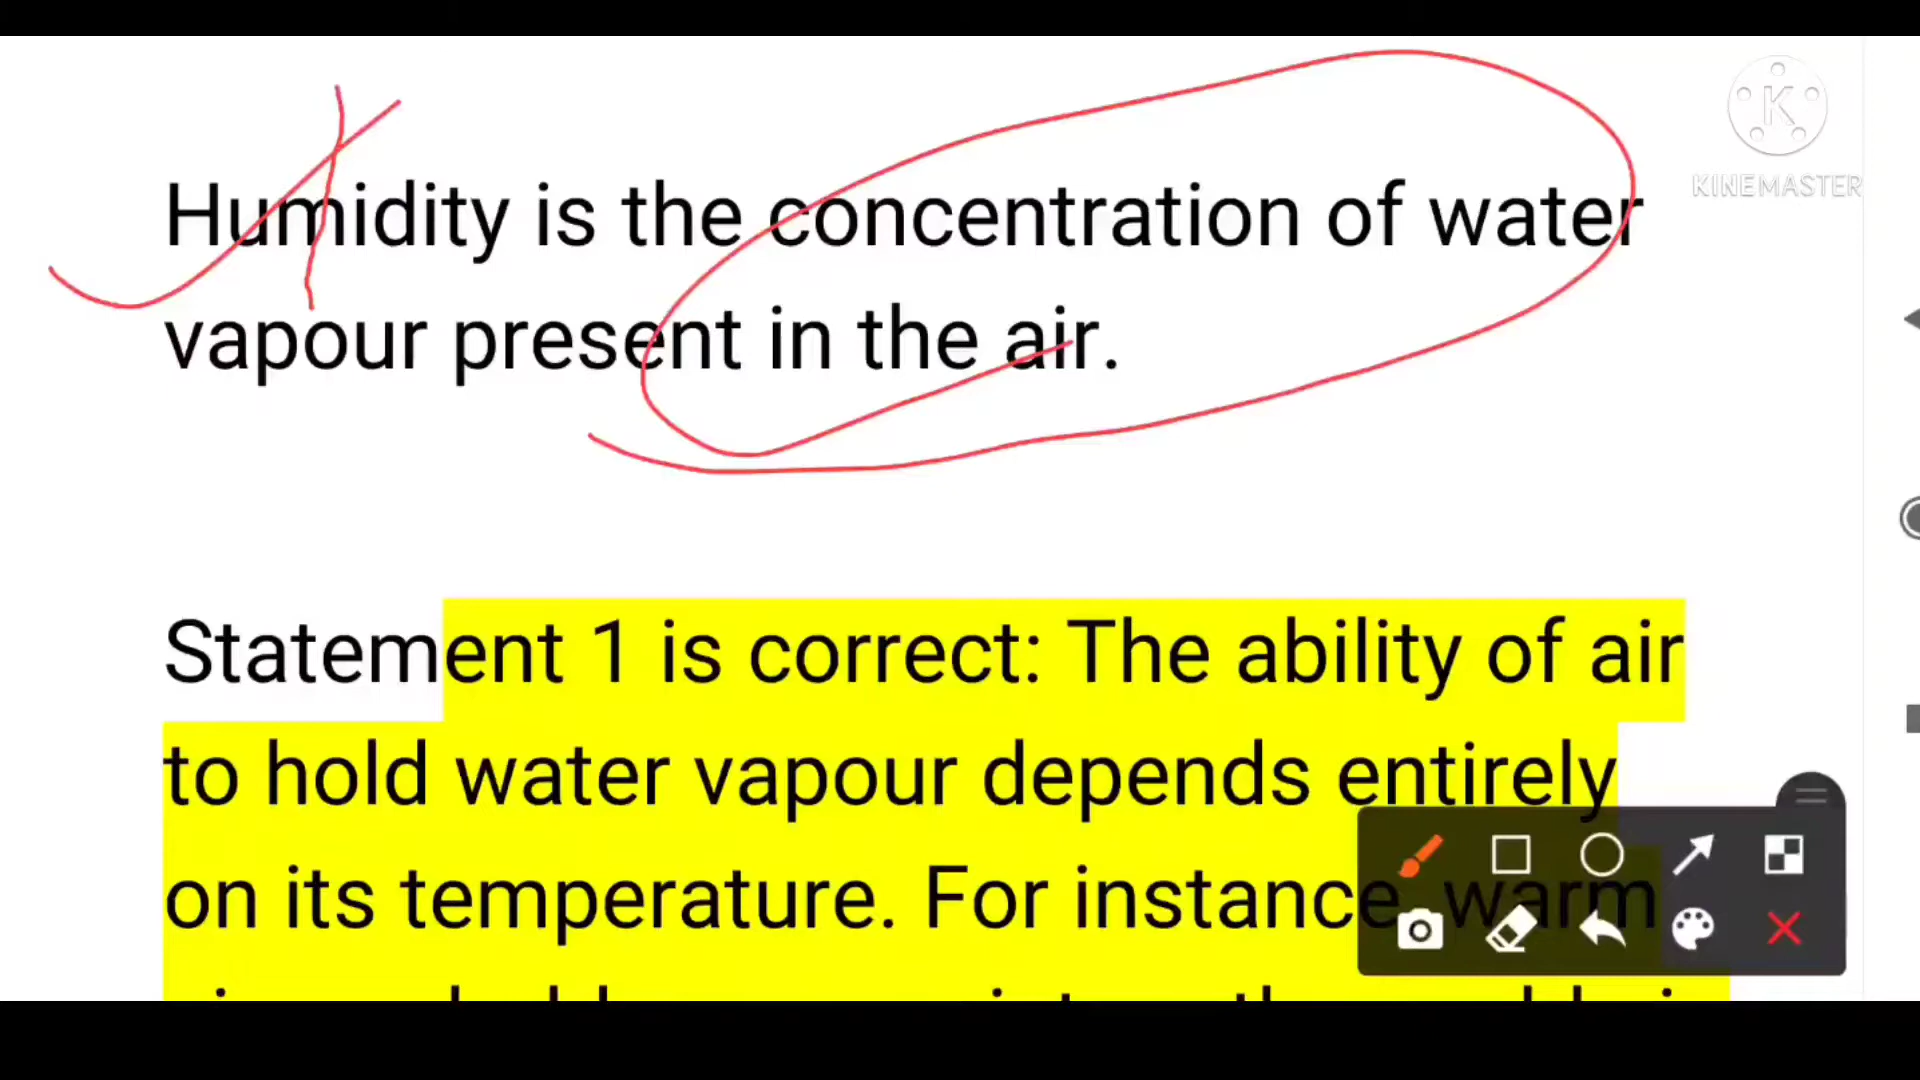 KINEMASTER
Humidity is the concentration of water
vapour present in the air.
Statement 1 is correct: The ability of air
to hold water vapour depends entirely
on its temperature. For instance warm